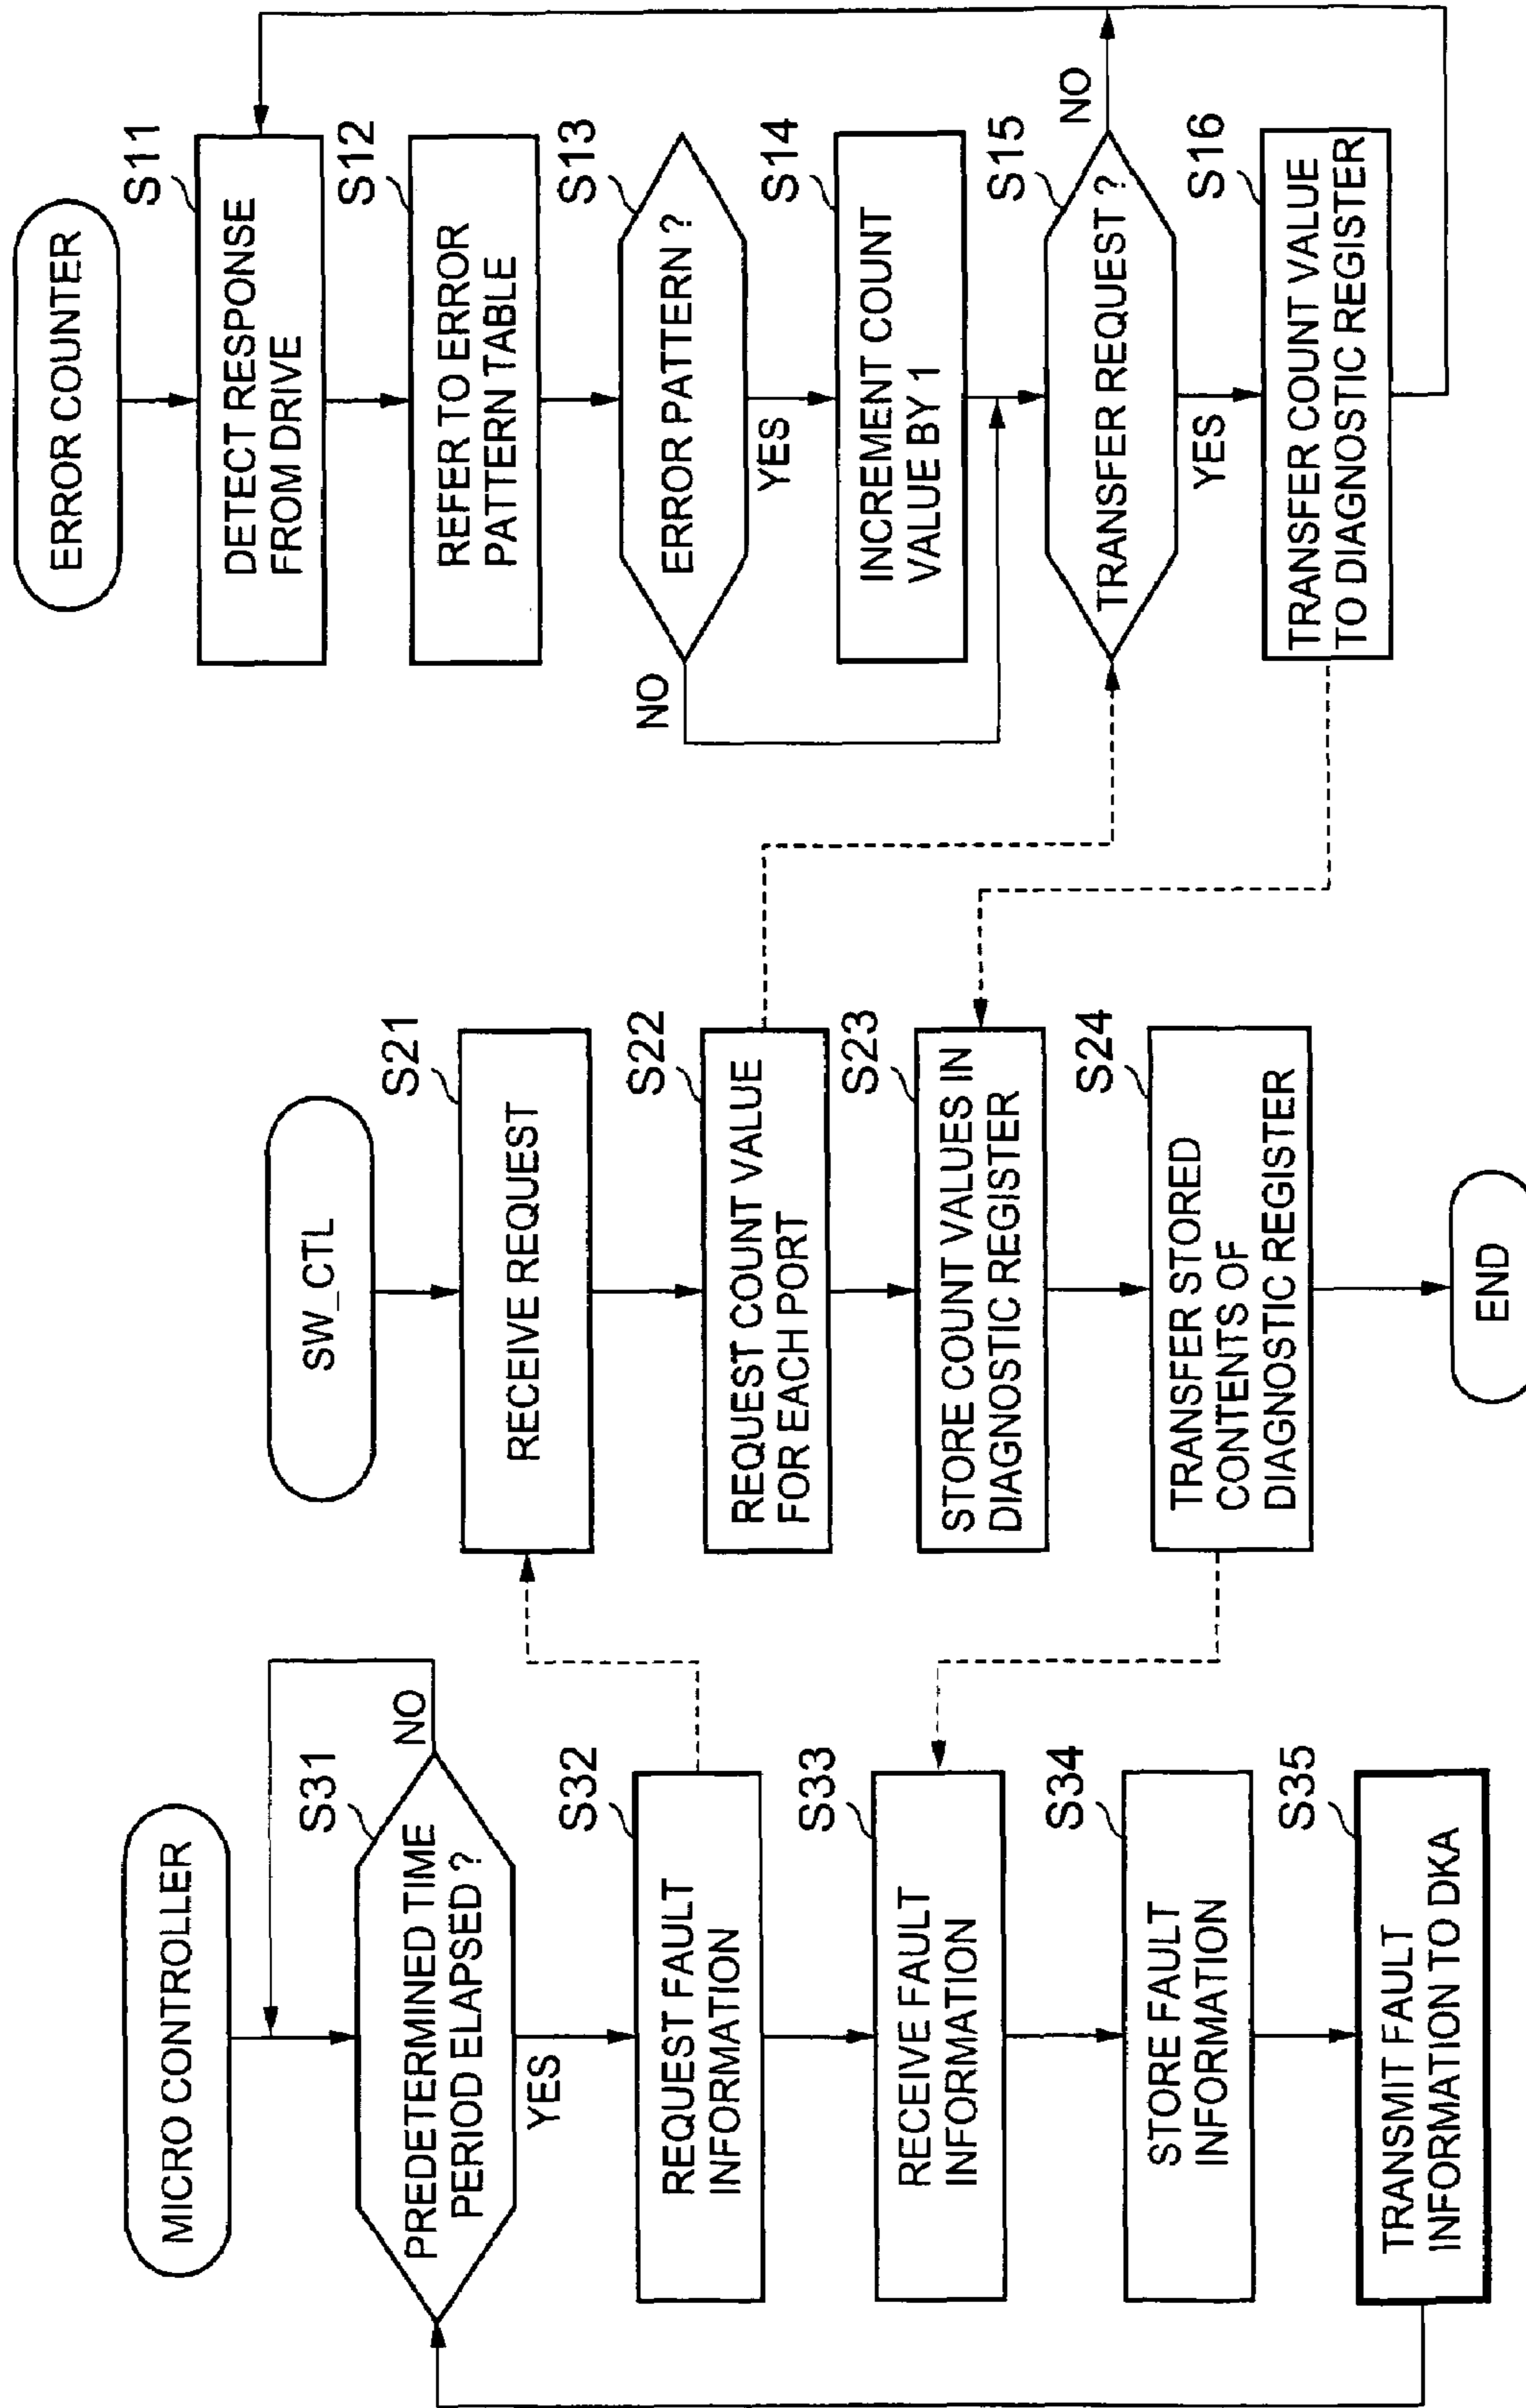 MICRO CONTROLLER
S31
PREDETERMINED TIME
PERIOD ELAPSED ?
NO
YES
S32
REQUEST FAULT
INFORMATION
S33
RECEIVE FAULT
INFORMATION
S34
STORE FAULT
INFORMATION
S35
TRANSMIT FAULT
INFORMATION TO DKA
SW_CTL
S21
RECEIVE REQUEST
S22
REQUEST COUNT VALUE
FOR EACH PORT
S23
STORE COUNT VALUES IN
DIAGNOSTIC REGISTER
S24
TRANSFER STORED
CONTENTS OF
DIAGNOSTIC REGISTER
END
ERROR COUNTER
S11
DETECT RESPONSE
FROM DRIVE
S12
REFER TO ERROR
PATTERN TABLE
S13
ERROR PATTERN ?
NO
YES
S14
INCREMENT COUNT
VALUE BY 1
S15
TRANSFER REQUEST ?
NO
YES
S16
TRANSFER COUNT VALUE
TO DIAGNOSTIC REGISTER